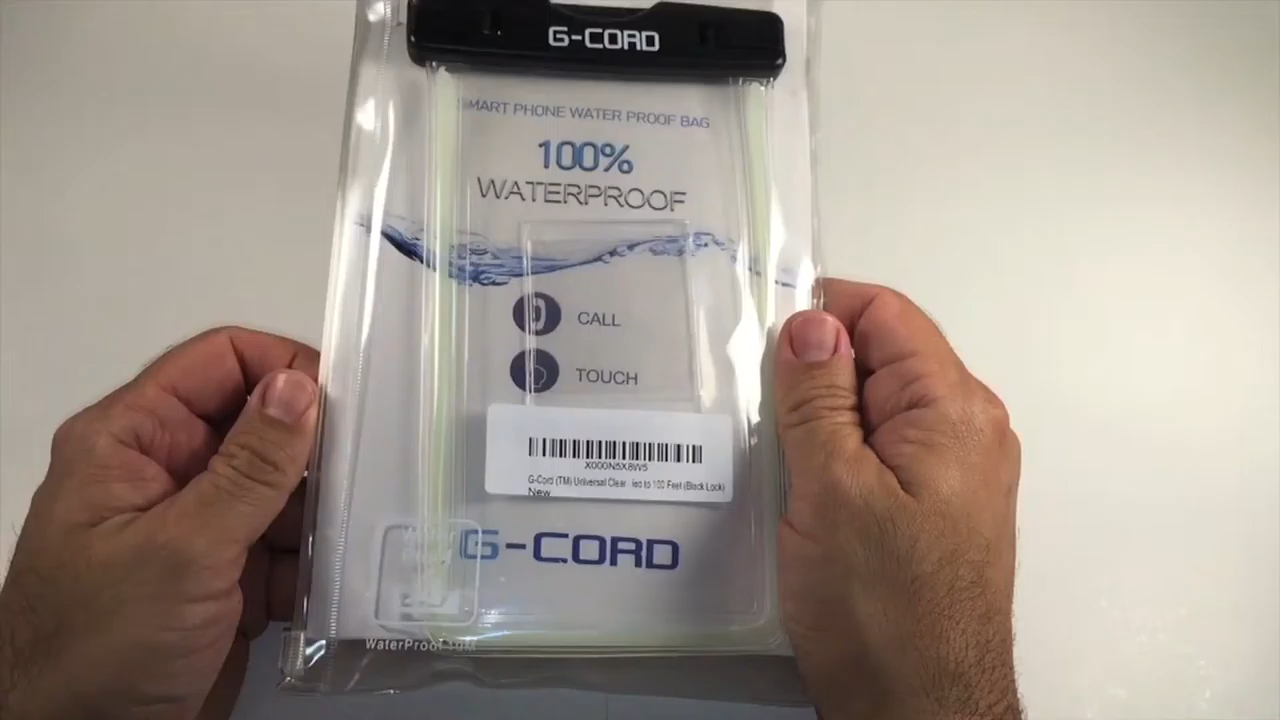 G-CORD
SMART PHONE WATER PROOF BAG
100%
WATERPROOF
CALL
TOUCH
X000N5X8W5
G-Cord (TM) Universal Clear led to 100 Feet (Black Lock)
New
G-CORD
WaterProof 10M